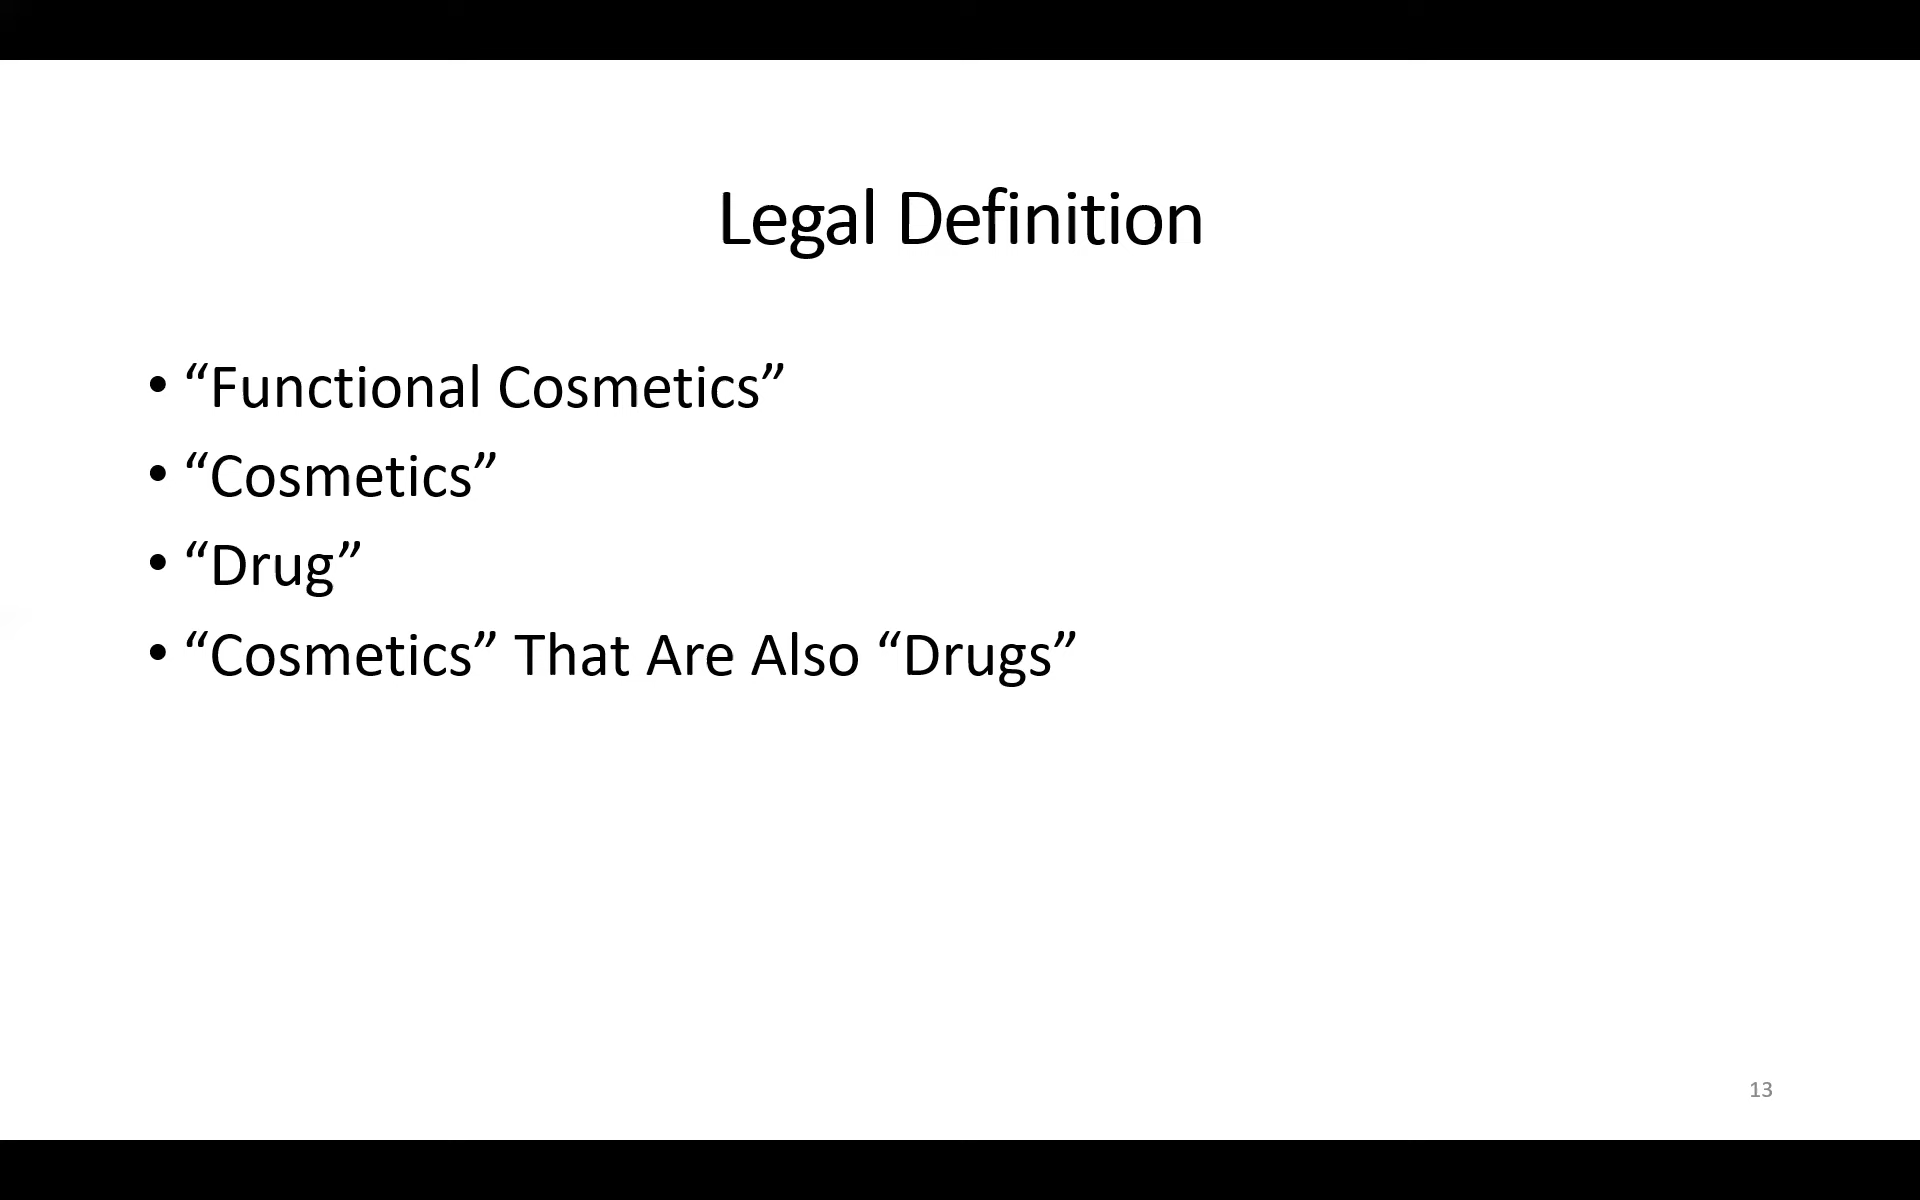 Legal Definition
• “Functional Cosmetics”
• “Cosmetics”
• “Drug”
• “Cosmetics” That Are Also “Drugs”
13